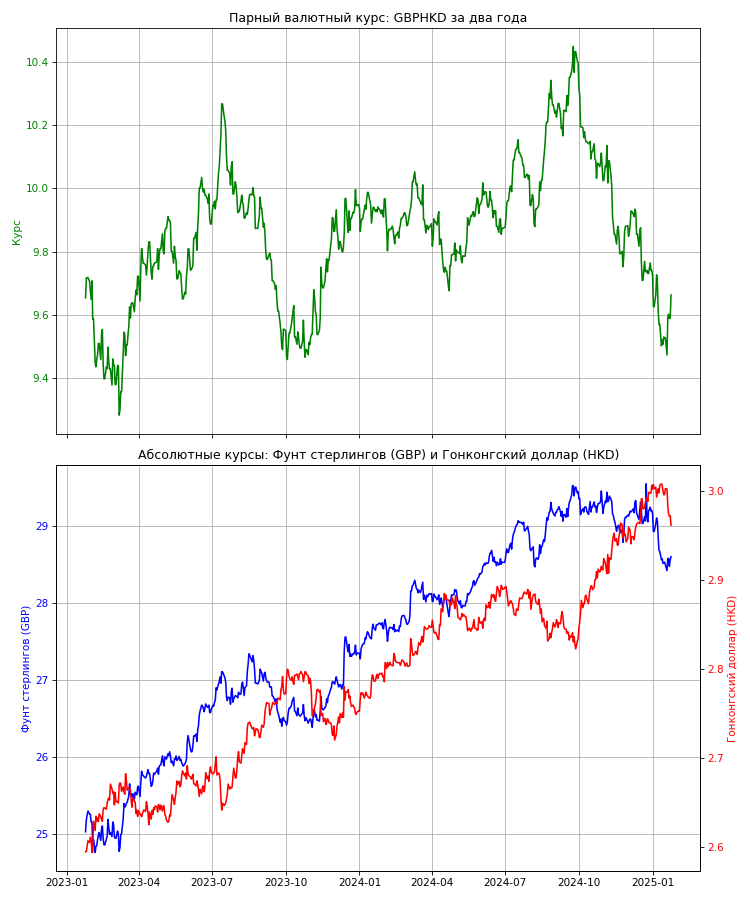 Парный валютный курс: GBPHKD за два года
10.4
10.2
10.0
9.8
9.6
9.4
Курс
Абсолютные курсы: Фунт стерлингов (GBP) и Гонконгский доллар (HKD)
29
28
27
26
25
Фунт стерлингов (GBP)
3.0
2.9
2.8
2.7
2.6
Гонконгский доллар (HKD)
2023-01 2023-04 2023-07 2023-10 2024-01 2024-04 2024-07 2024-10 2025-01